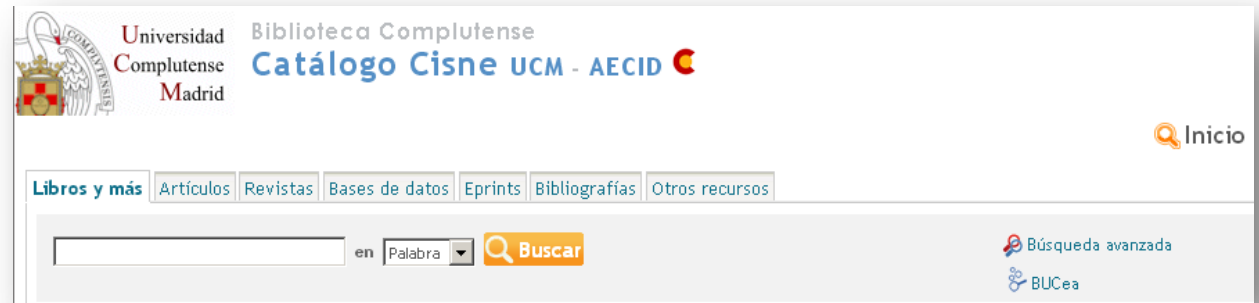 Universidad
Complutense
Madrid
COMPLUTENSIS
Biblioteca Complutense
Catálogo Cisne UCM - AECID
Inicio
Libros y más Artículos Revistas Bases de datos Eprints Bibliografías Otros recursos
en Palabra Buscar
Búsqueda avanzada
BUCea